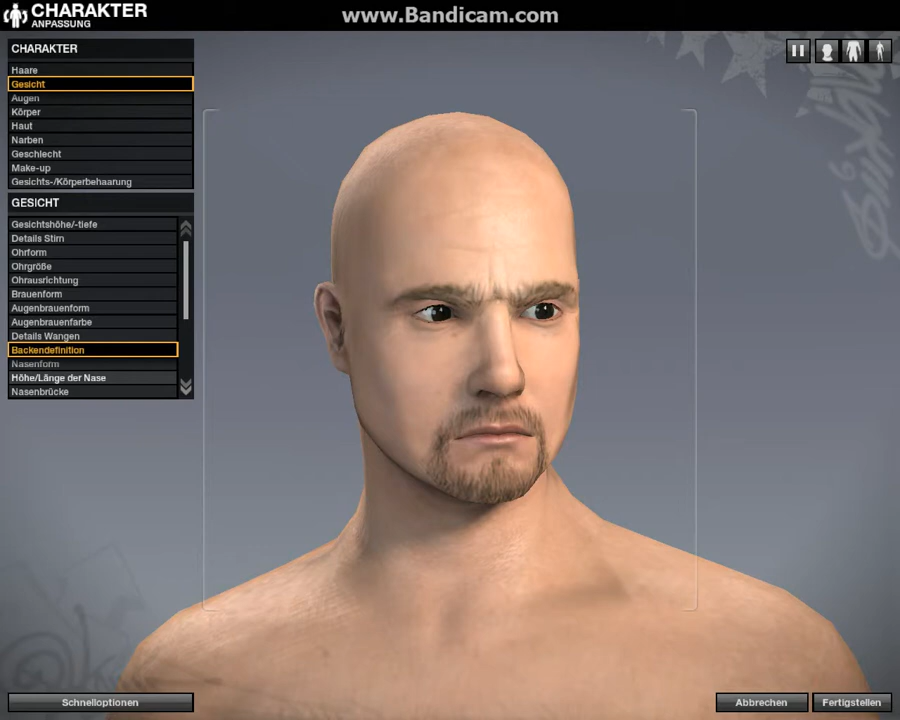 www.Bandicam.com
CHARAKTER
ANPASSUNG
CHARAKTER
Haare
Gesicht
Augen
Körper
Haut
Narben
Geschlecht
Make-up
Gesichts-/Körperbehaarung
GESICHT
Gesichtshöhe/-tiefe
Details Stirn
Ohrform
Ohrgröße
Ohrausrichtung
Brauenform
Augenbrauenform
Augenbrauenfarbe
Details Wangen
Backendefinition
Nasenform
Höhe/Länge der Nase
Nasenbrücke
Schnelloptionen
Abbrechen
Fertigstellen